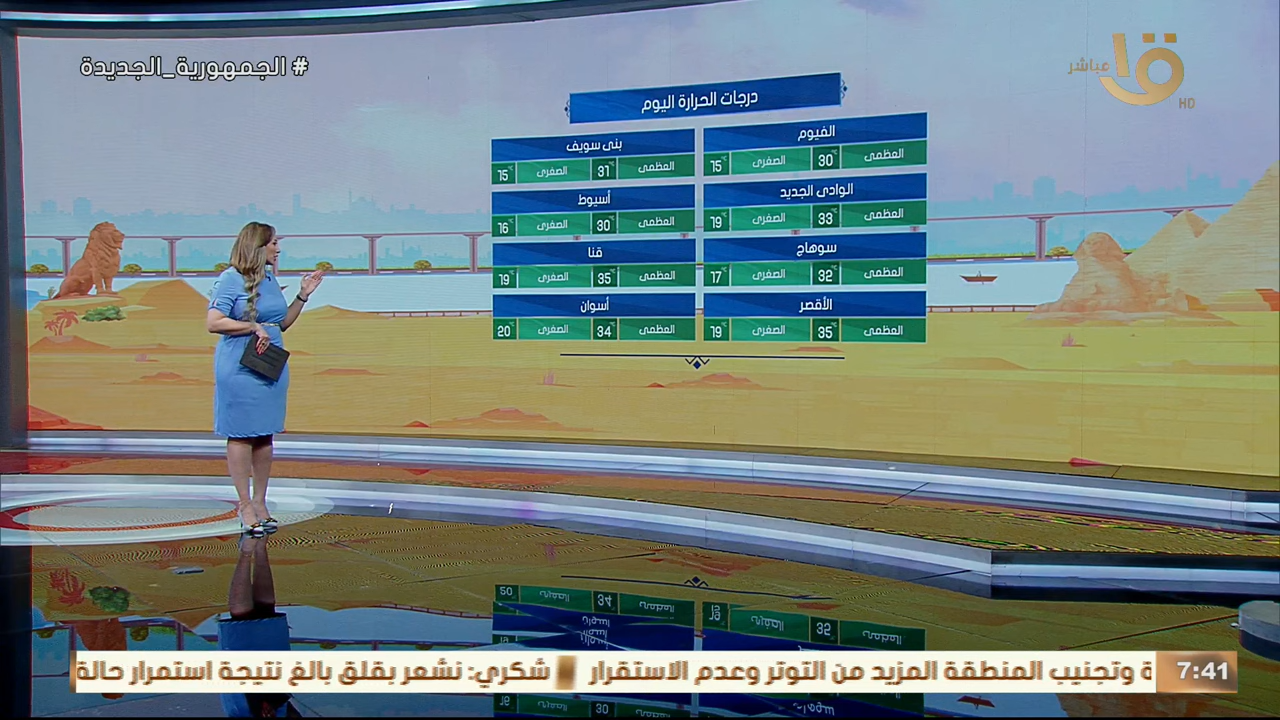 # الجمهورية_الجديدة
مباشر
HD
درجات الحرارة اليوم
الفيوم
العظمى 30°c الصغرى 15°c
بنى سويف
العظمى 31°c الصغرى 15°c
الوادى الجديد
العظمى 33°c الصغرى 19°c
أسيوط
العظمى 30°c الصغرى 16°c
سوهاج
العظمى 32°c الصغرى 17°c
قنا
العظمى 35°c الصغرى 19°c
الأقصر
العظمى 35°c الصغرى 19°c
أسوان
العظمى 34°c الصغرى 20°c
7:41
ة وتجنيب المنطقة المزيد من التوتر وعدم الاستقرار شكري: نشعر بقلق بالغ نتيجة استمرار حالة